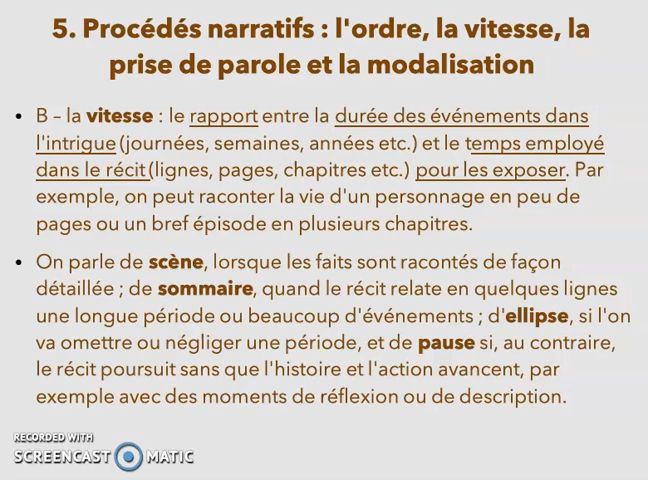 5. Procédés narratifs : l'ordre, la vitesse, la
prise de parole et la modalisation
• B – la vitesse : le rapport entre la durée des événements dans
l'intrigue (journées, semaines, années etc.) et le temps employé
dans le récit (lignes, pages, chapitres etc.) pour les exposer. Par
exemple, on peut raconter la vie d'un personnage en peu de
pages ou un bref épisode en plusieurs chapitres.
• On parle de scène, lorsque les faits sont racontés de façon
détaillée ; de sommaire, quand le récit relate en quelques lignes
une longue période ou beaucoup d'événements ; d'ellipse, si l'on
va omettre ou négliger une période, et de pause si, au contraire,
le récit poursuit sans que l'histoire et l'action avancent, par
exemple avec des moments de réflexion ou de description.
RECORDED WITH
SCREENCAST MATIC